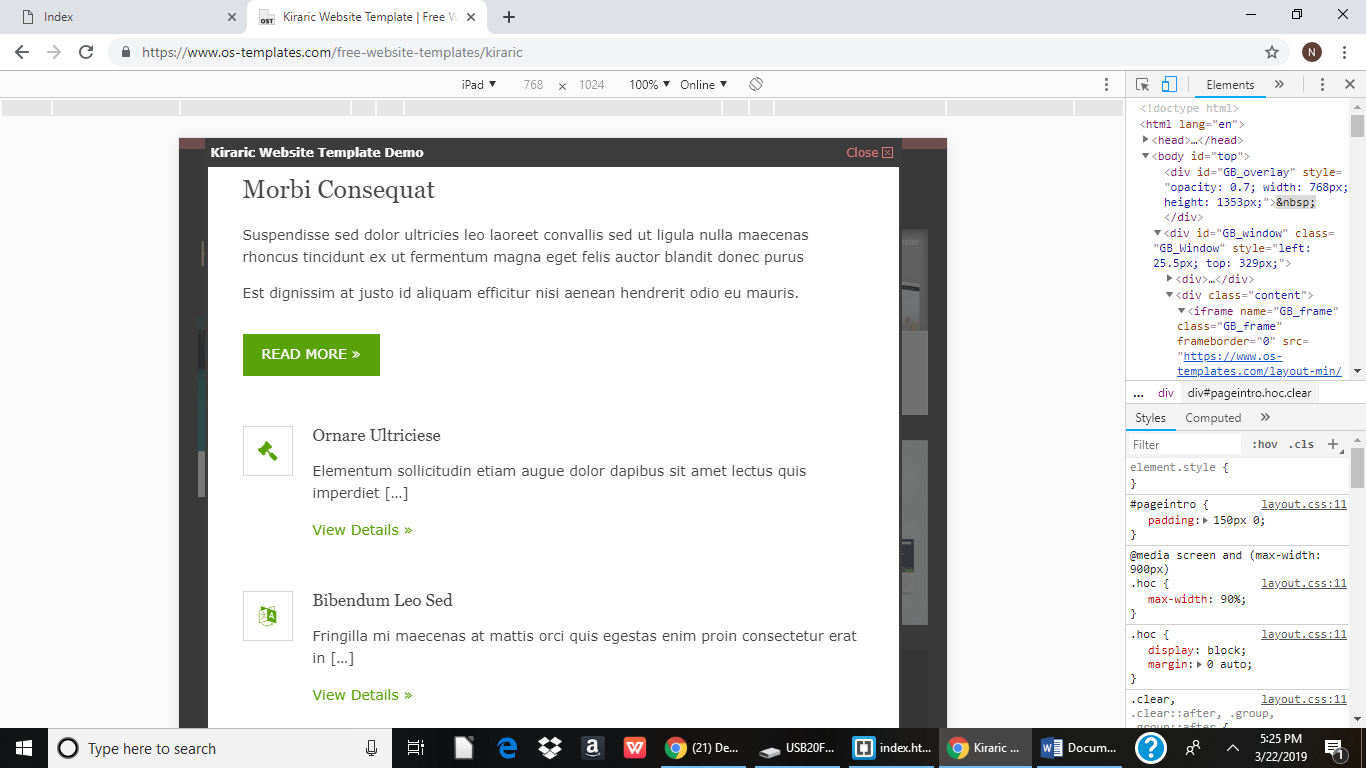 Index
Kiraric Website Template | Free W
https://www.os-templates.com/free-website-templates/kiraric
N
iPad 768 x 1024 100% Online
Kiraric Website Template Demo
Close
Morbi Consequat
Suspendisse sed dolor ultricies leo laoreet convallis sed ut ligula nulla maecenas
rhoncus tincidunt ex ut fermentum magna eget felis auctor blandit donec purus
Est dignissim at justo id aliquam efficitur nisi aenean hendrerit odio eu mauris.
READ MORE »
Ornare Ultriciese
Elementum sollicitudin etiam augue dolor dapibus sit amet lectus quis
imperdiet […]
View Details »
Bibendum Leo Sed
Fringilla mi maecenas at mattis orci quis egestas enim proin consectetur erat
in […]
View Details »
Elements »
<!doctype html>
<html lang="en">
<head>…</head>
<body id="top">
<div id="GB_overlay" style=
"opacity: 0.7; width: 768px;
height: 1353px;">&nbsp;
</div>
<div id="GB_window" class=
"GB_Window" style="left:
25.5px; top: 329px;">
<div>…</div>
<div class="content">
<iframe name="GB_frame"
class="GB_frame"
frameborder="0" src=
"https://www.os-
templates.com/layout-min/
... div div#pageintro.hoc.clear
Styles Computed »
Filter :hov .cls +
element.style {
}
#pageintro { layout.css:11
padding: 150px 0;
}
@media screen and (max-width:
900px)
.hoc { layout.css:11
max-width: 90%;
}
.hoc { layout.css:11
display: block;
margin: 0 auto;
}
.clear, layout.css:11
.clear::after, .group,
.group::after {
Type here to search
(21) De...
USB20F...
index.ht...
Kiraric ...
Docum...
5:25 PM
3/22/2019
1